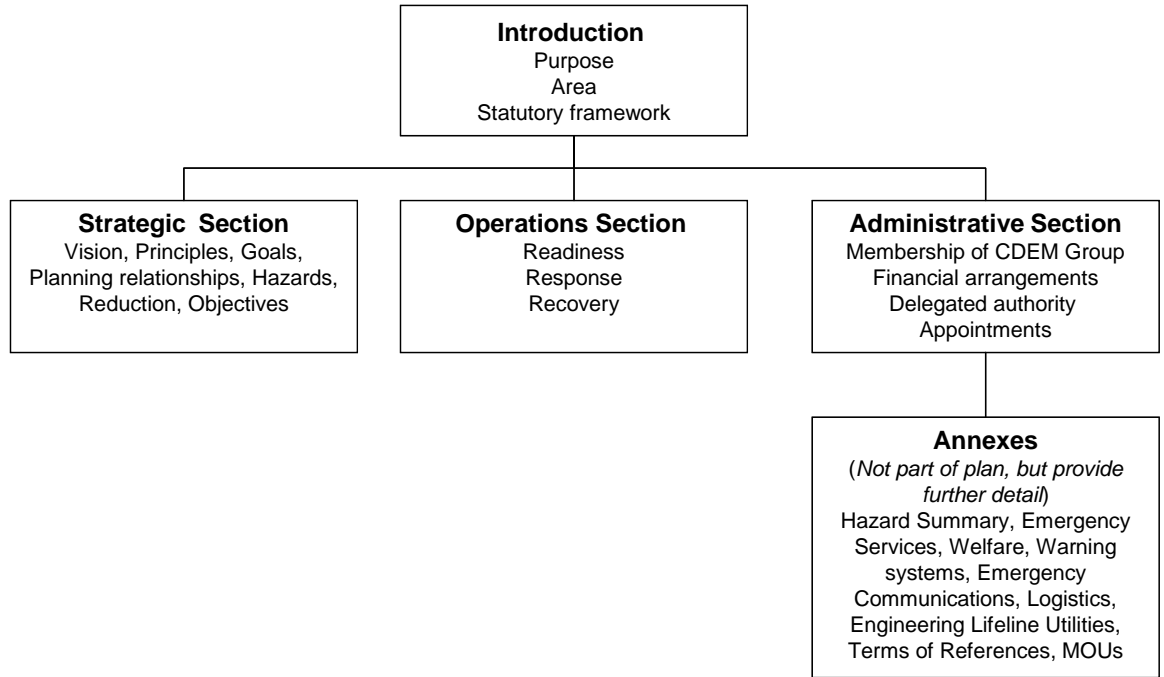 Introduction
Purpose
Area
Statutory framework
Strategic Section
Vision, Principles, Goals,
Planning relationships, Hazards,
Reduction, Objectives
Operations Section
Readiness
Response
Recovery
Administrative Section
Membership of CDEM Group
Financial arrangements
Delegated authority
Appointments
Annexes
(Not part of plan, but provide
further detail)
Hazard Summary, Emergency
Services, Welfare, Warning
systems, Emergency
Communications, Logistics,
Engineering Lifeline Utilities,
Terms of References, MOUs